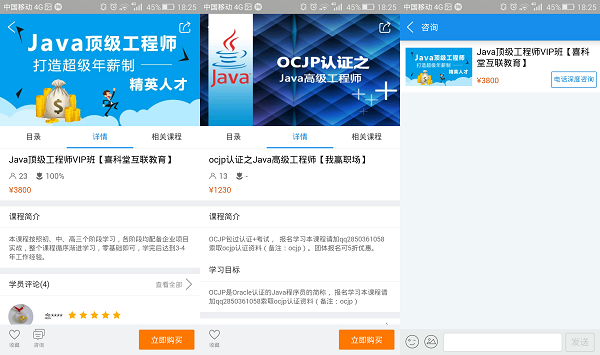 中国移动 4G
18:25
Java顶级工程师
打造超级年薪制
精英人才
目录
详情
相关课程
Java顶级工程师VIP班【喜科堂互联教育】
23
100%
¥3800
课程简介
本课程按照初、中、高三个阶段学习，各阶段均配备企业项目
实战，整个课程循序渐进学习，零基础即可，学完后达到3-4
年工作经验。
学员评论(4)
查看全部
收藏
咨询
立即购买
中国移动 4G
18:25
Java
OCJP认证之
Java高级工程师
目录
详情
相关课程
ocjp认证之Java高级工程师【我赢职场】
13
-
¥1230
课程简介
OCJP包过认证+考试， 报名学习本课程请加qq2850361058
索取ocjp认证资料（备注：ocjp）。团体报名可5折优惠。
学习目标
OCJP是Oracle认证的Java程序员的简称， 报名学习本课程请
加qq2850361058索取ocjp认证资料（备注：ocjp）
收藏
立即购买
中国移动 4G
18:25
咨询
Java顶级工程师
打造超级年薪制
精英人才
Java顶级工程师VIP班【喜科
堂互联教育】
¥3800
电话深度咨询
发送